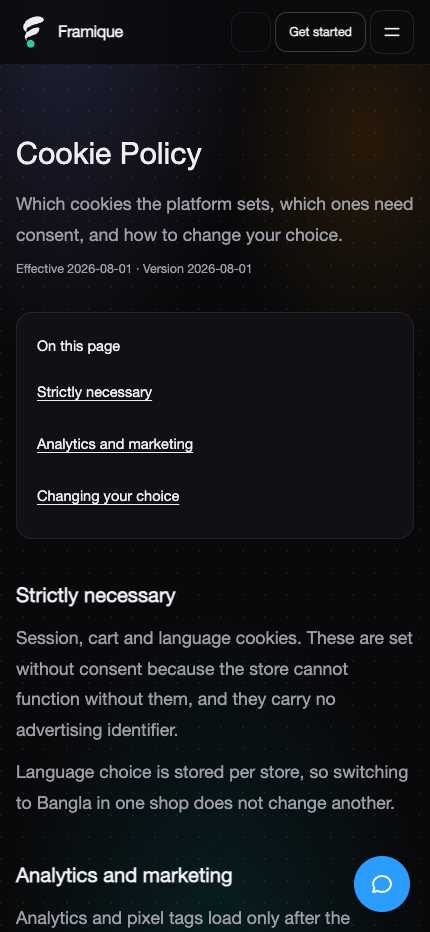 Framique
Get started
Cookie Policy
Which cookies the platform sets, which ones need
consent, and how to change your choice.
Effective 2026-08-01 · Version 2026-08-01
On this page
Strictly necessary
Analytics and marketing
Changing your choice
Strictly necessary
Session, cart and language cookies. These are set
without consent because the store cannot
function without them, and they carry no
advertising identifier.
Language choice is stored per store, so switching
to Bangla in one shop does not change another.
Analytics and marketing
Analytics and pixel tags load only after the